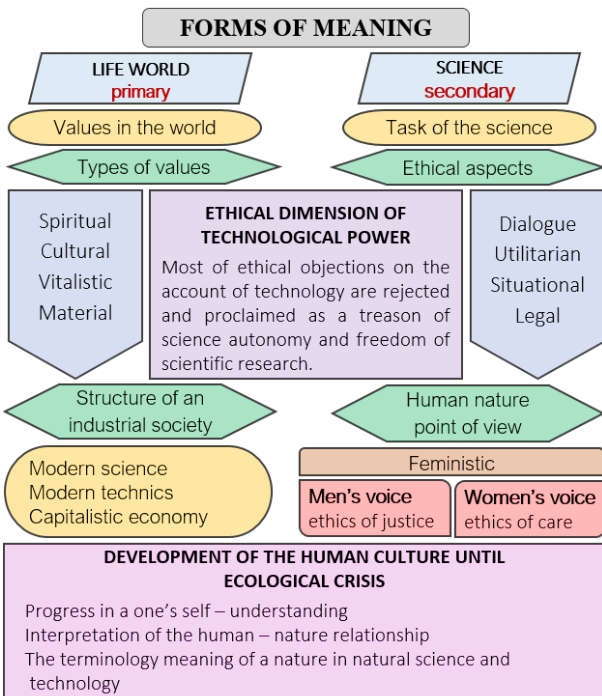 FORMS OF MEANING
LIFE WORLD
primary
SCIENCE
secondary
Values in the world
Task of the science
Types of values
Ethical aspects
Spiritual
Cultural
Vitalistic
Material
ETHICAL DIMENSION OF
TECHNOLOGICAL POWER
Most of ethical objections on the
account of technology are rejected
and proclaimed as a treason of
science autonomy and freedom of
scientific research.
Dialogue
Utilitarian
Situational
Legal
Structure of an
industrial society
Human nature
point of view
Modern science
Modern technics
Capitalistic economy
Feministic
Men's voice
ethics of justice
Women's voice
ethics of care
DEVELOPMENT OF THE HUMAN CULTURE UNTIL
ECOLOGICAL CRISIS
Progress in a one's self – understanding
Interpretation of the human – nature relationship
The terminology meaning of a nature in natural science and
technology